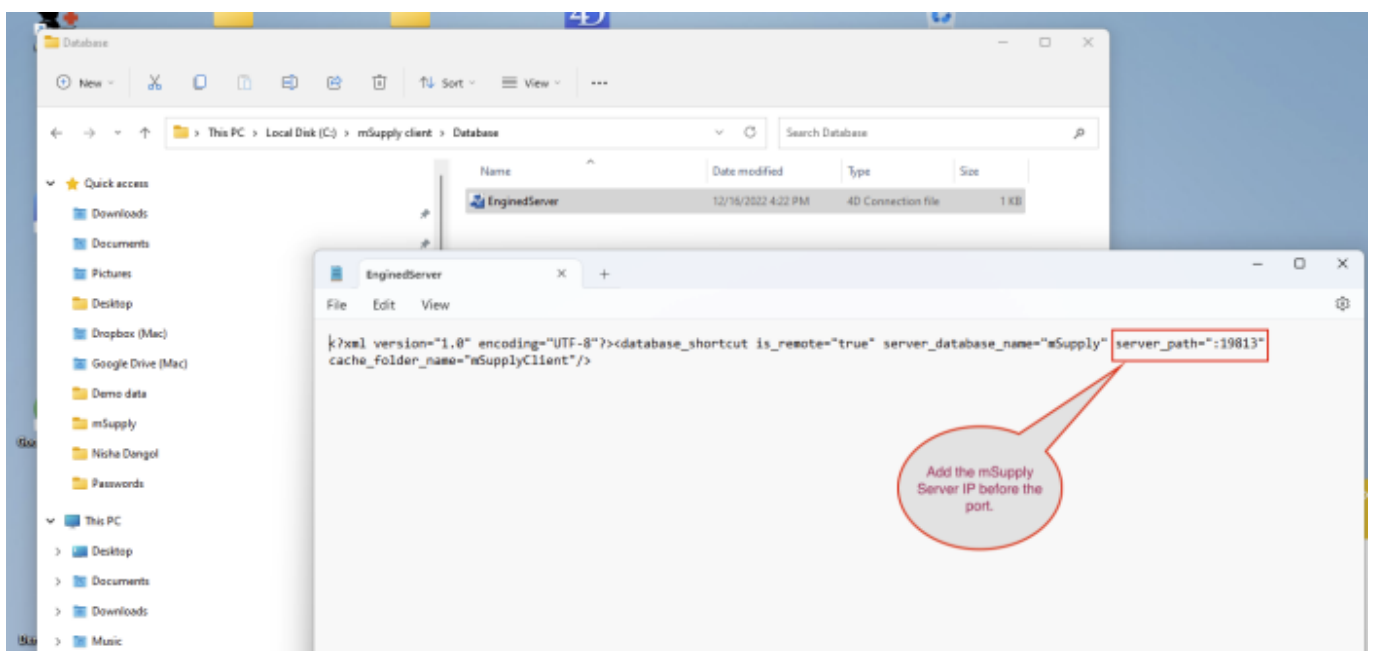 4D
Database
New
Sort
View
This PC > Local Disk (C:) > mSupply client > Database
Search Database
Name
Date modified
Type
Size
Quick access
EnginedServer
12/16/2022 4:22 PM
4D Connection file
1 KB
Downloads
Documents
Pictures
Desktop
Dropbox (Mac)
Google Drive (Mac)
Demo data
mSupply
Nisha Dangol
Passwords
This PC
Desktop
Documents
Downloads
Music
EnginedServer
File Edit View
<?xml version="1.0" encoding="UTF-8"?><database_shortcut is_remote="true" server_database_name="mSupply" server_path=":19813"
cache_folder_name="mSupplyClient"/>
Add the mSupply
Server IP before the
port.